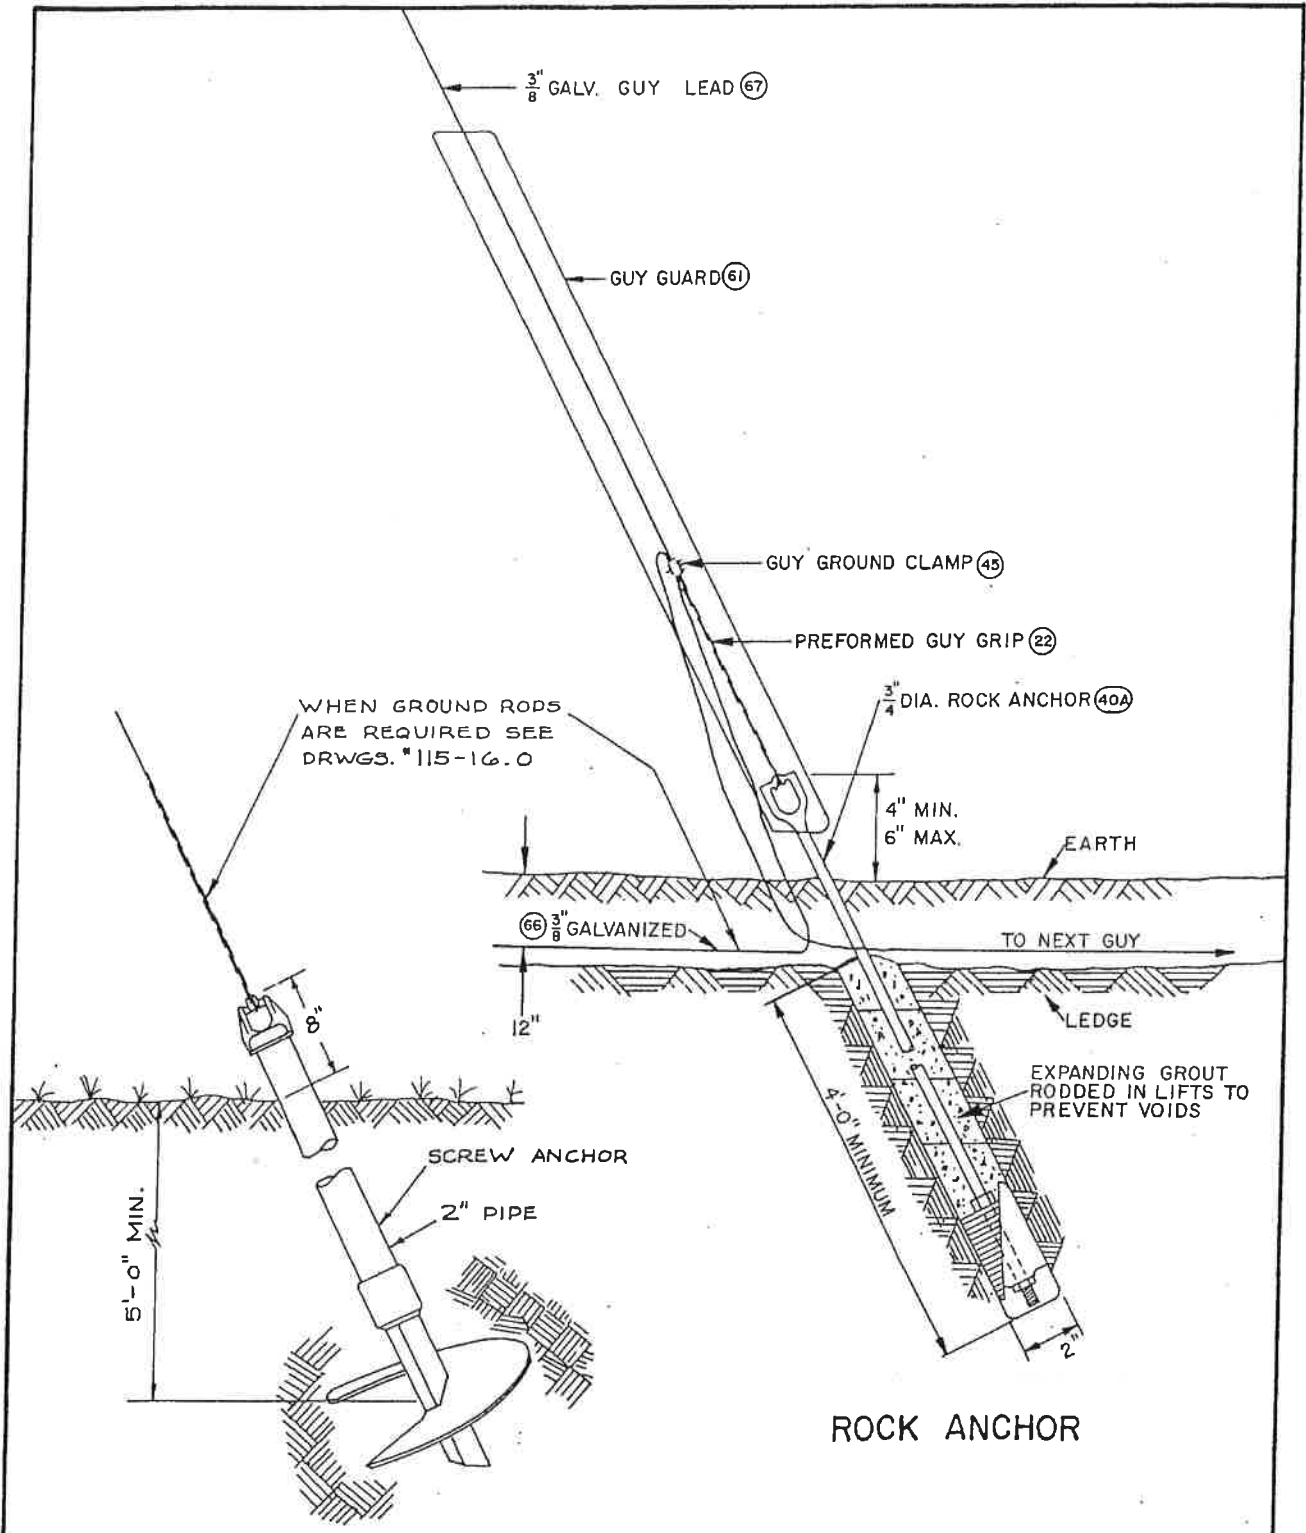 3/8" GALV. GUY LEAD 67
GUY GUARD 61
GUY GROUND CLAMP 45
PREFORMED GUY GRIP 22
3/4" DIA. ROCK ANCHOR 40A
WHEN GROUND RODS
ARE REQUIRED SEE
DRWGS. #115-16.0
4" MIN.
6" MAX.
EARTH
66 3/8" GALVANIZED
TO NEXT GUY
8"
12"
LEDGE
EXPANDING GROUT
RODDED IN LIFTS TO
PREVENT VOIDS
4'-0" MINIMUM
SCREW ANCHOR
2" PIPE
5'-0" MIN.
2"
ROCK ANCHOR